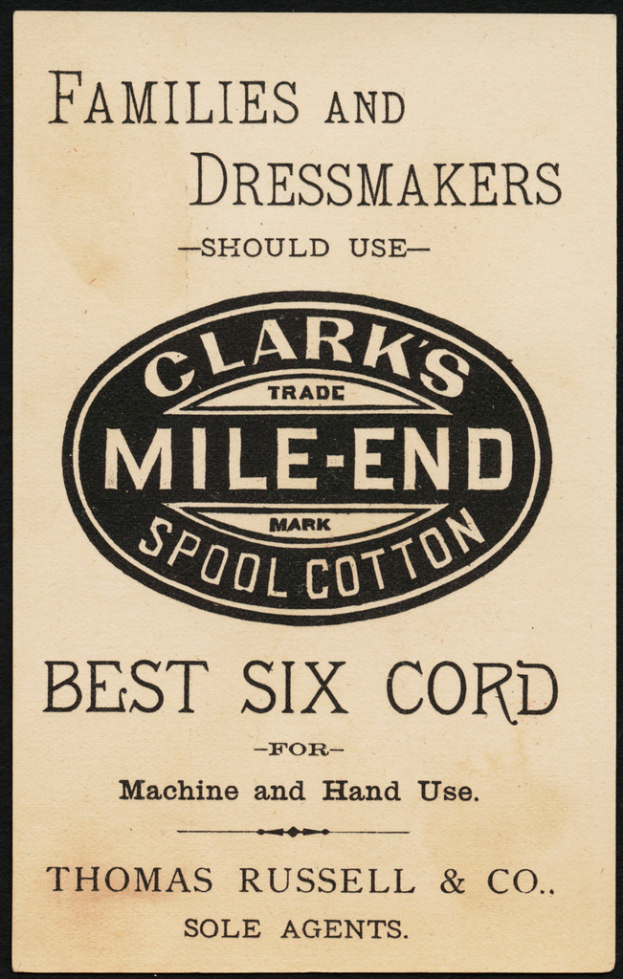 FAMILIES AND
DRESSMAKERS
—SHOULD USE—
CLARK'S
TRADE
MILE-END
MARK
SPOOL COTTON
BEST SIX CORD
–FOR–
Machine and Hand Use.
THOMAS RUSSELL & CO.,
SOLE AGENTS.